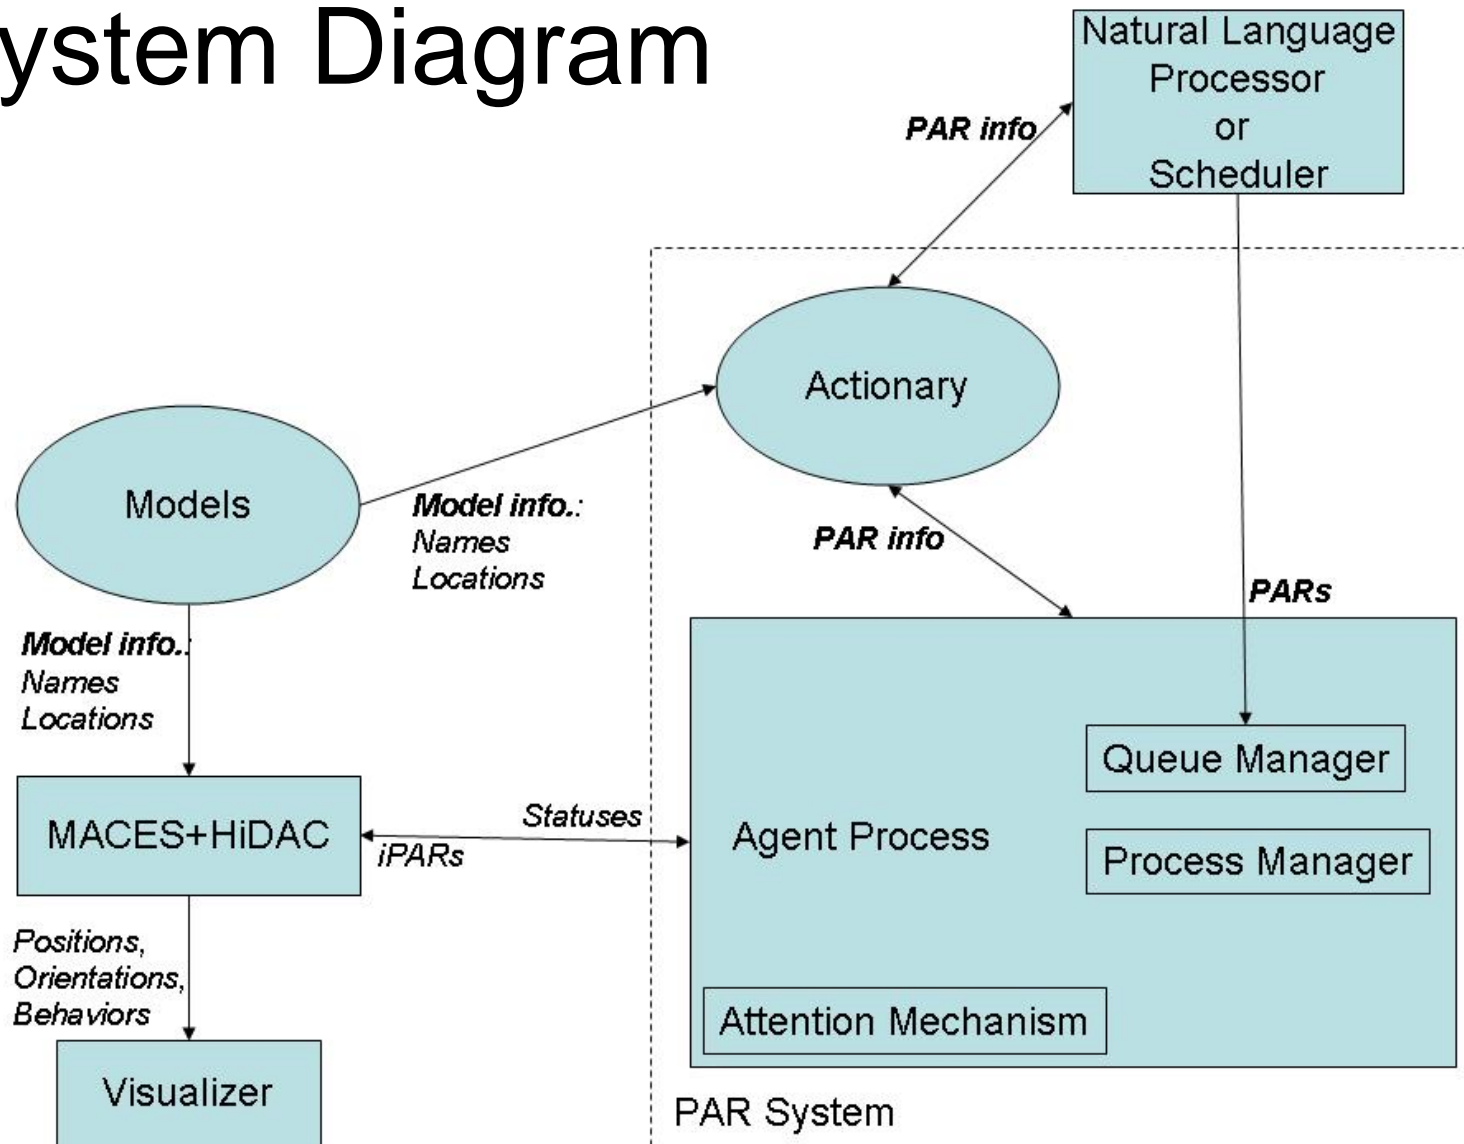 ystem Diagram
Natural Language
Processor
or
Scheduler
PAR info
Actionary
Models
Model info.:
Names
Locations
PAR info
PARs
Model info.:
Names
Locations
Queue Manager
MACES+HiDAC
Statuses
iPARs
Agent Process
Process Manager
Positions,
Orientations,
Behaviors
Attention Mechanism
Visualizer
PAR System